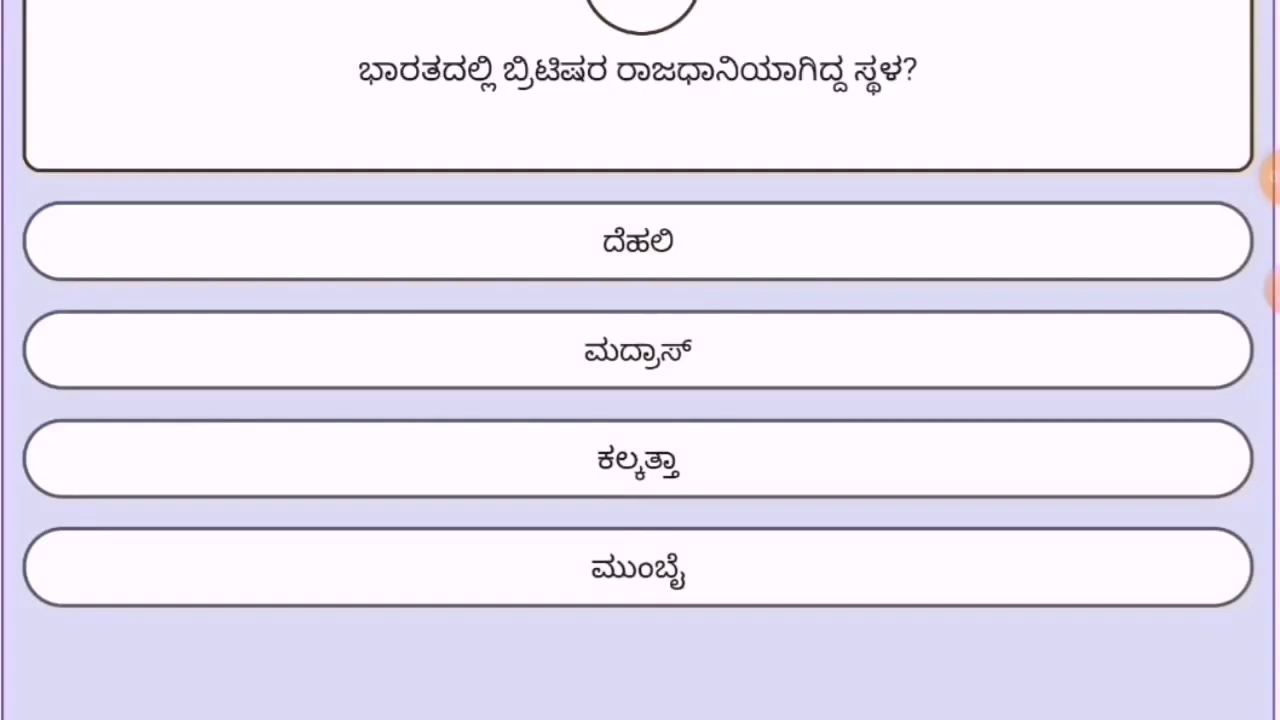 ಭಾರತದಲ್ಲಿ ಬ್ರಿಟಿಷರ ರಾಜಧಾನಿಯಾಗಿದ್ದ ಸ್ಥಳ?
ದೆಹಲಿ
ಮದ್ರಾಸ್
ಕಲ್ಕತ್ತಾ
ಮುಂಬೈ